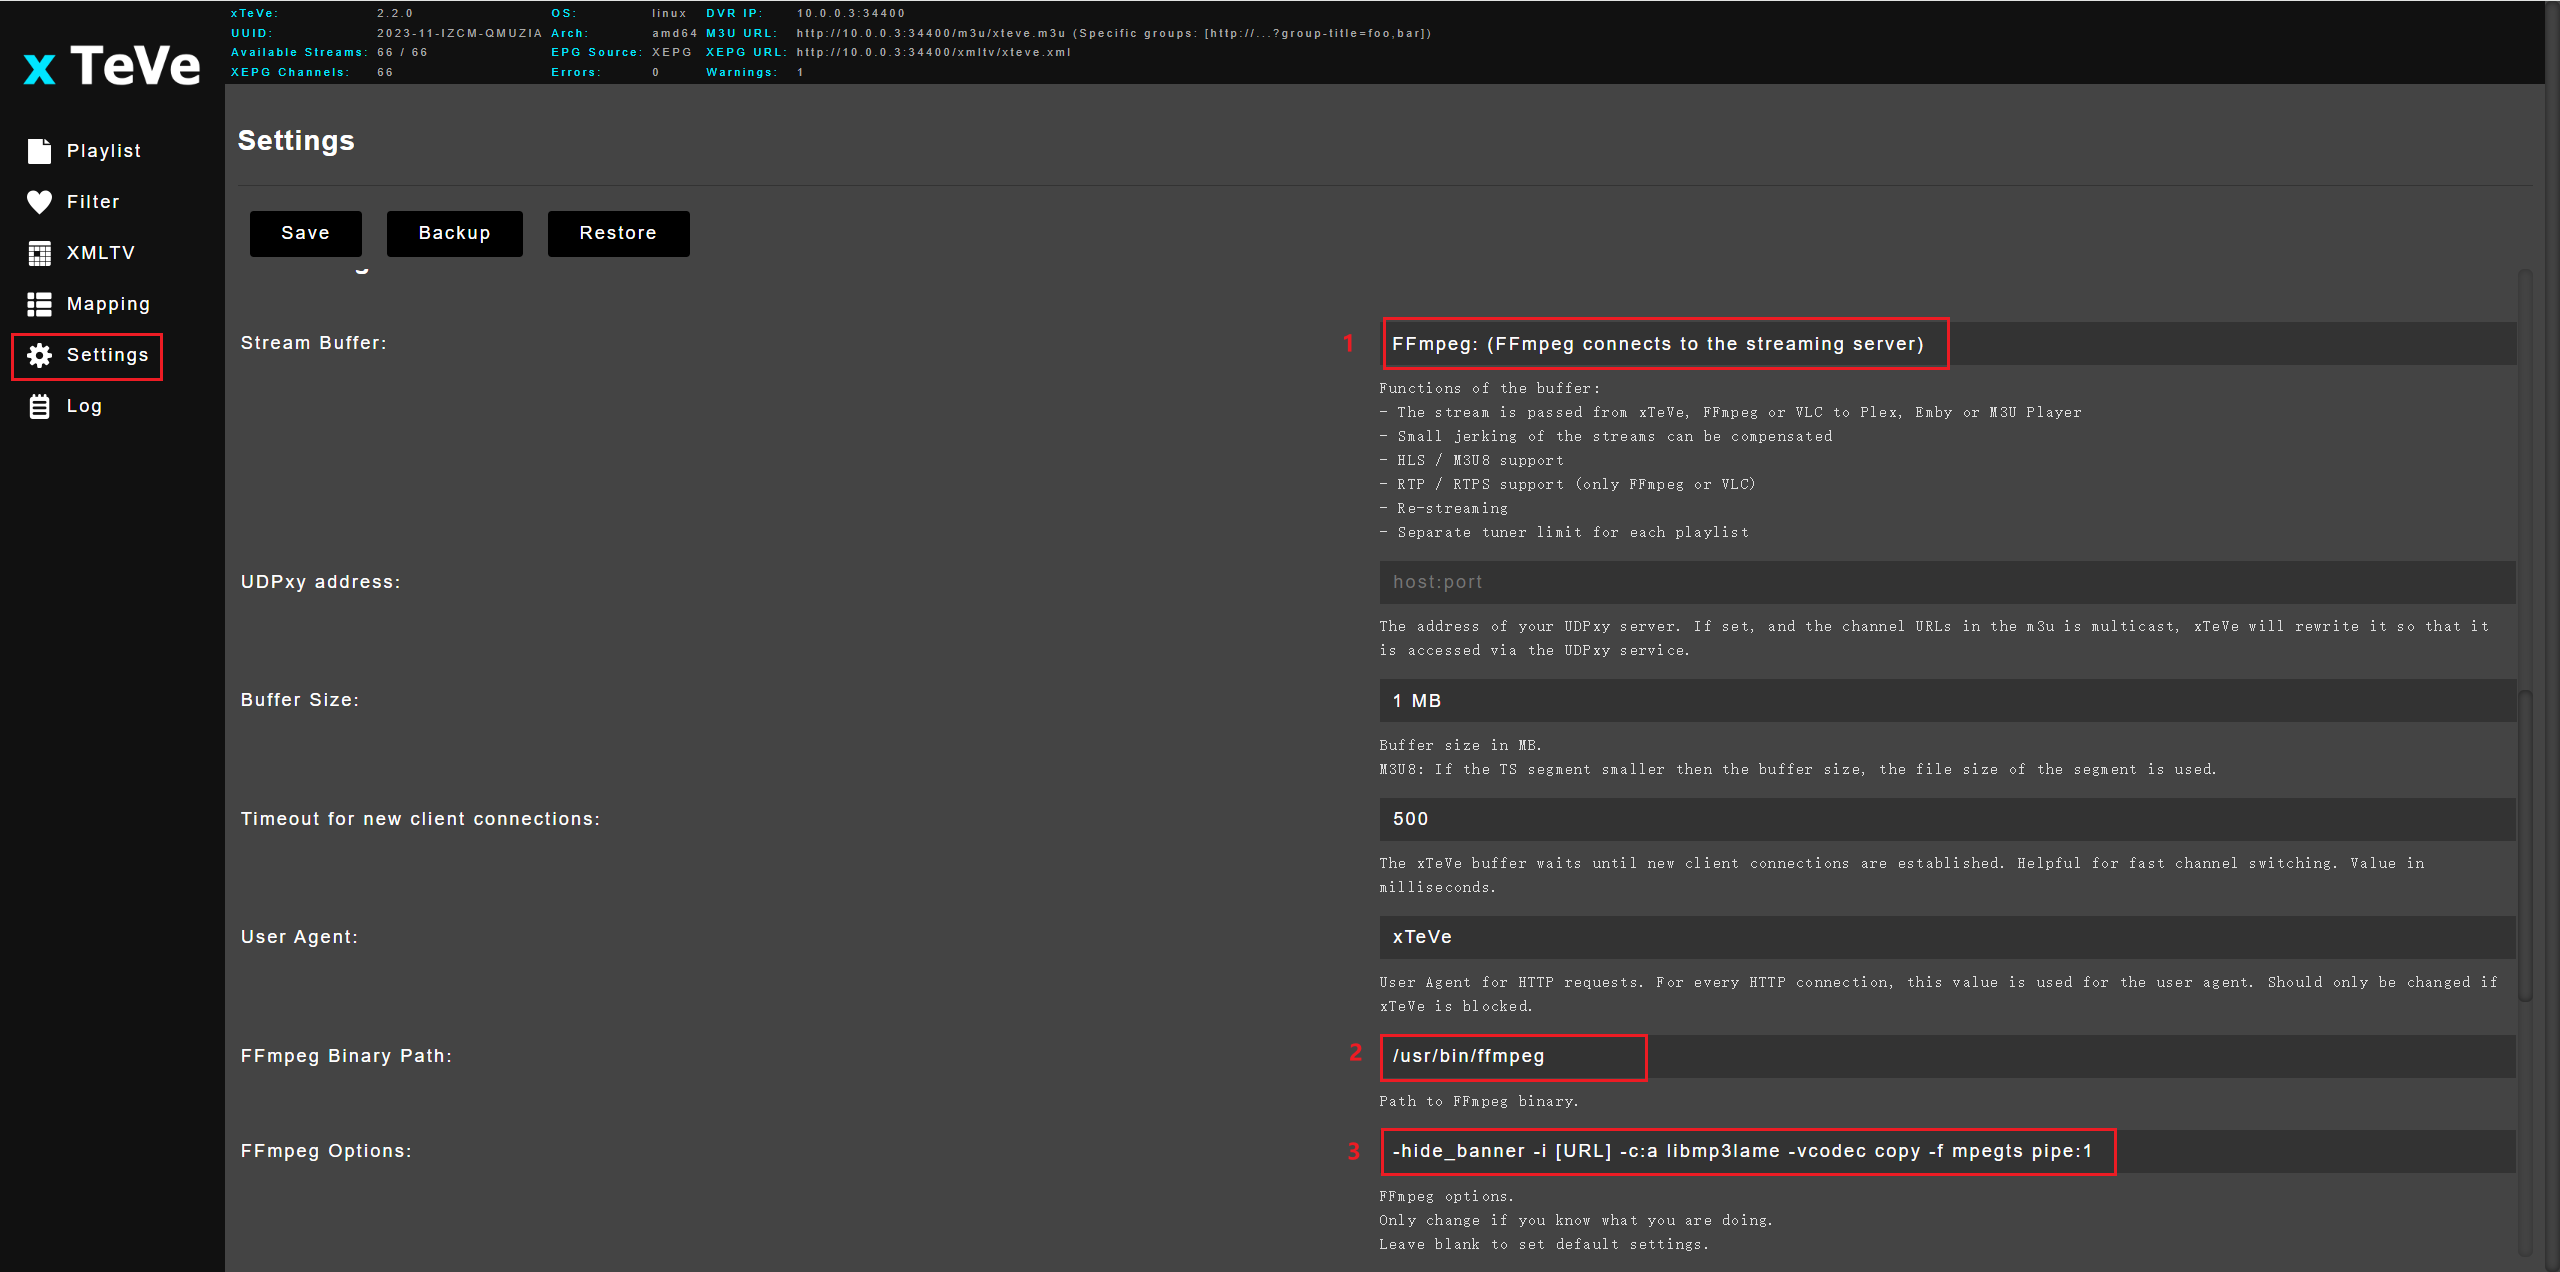 xTeVe: 2.2.0 OS: linux DVR IP: 10.0.0.3:34400
UUID: 2023-11-IZCM-QMUZIA Arch: amd64 M3U URL: http://10.0.0.3:34400/m3u/xteve.m3u (Specific groups: [http://...?group-title=foo,bar])
Available Streams: 66 / 66 EPG Source: XEPG XEPG URL: http://10.0.0.3:34400/xmltv/xteve.xml
XEPG Channels: 66 Errors: 0 Warnings: 1
x TeVe
Playlist
Filter
XMLTV
Mapping
Settings
Log
Settings
Save Backup Restore
Stream Buffer: 1 FFmpeg: (FFmpeg connects to the streaming server)
Functions of the buffer:
- The stream is passed from xTeVe, FFmpeg or VLC to Plex, Emby or M3U Player
- Small jerking of the streams can be compensated
- HLS / M3U8 support
- RTP / RTPS support (only FFmpeg or VLC)
- Re-streaming
- Separate tuner limit for each playlist
UDPxy address: host:port
The address of your UDPxy server. If set, and the channel URLs in the m3u is multicast, xTeVe will rewrite it so that it
is accessed via the UDPxy service.
Buffer Size: 1 MB
Buffer size in MB.
M3U8: If the TS segment smaller then the buffer size, the file size of the segment is used.
Timeout for new client connections: 500
The xTeVe buffer waits until new client connections are established. Helpful for fast channel switching. Value in
milliseconds.
User Agent: xTeVe
User Agent for HTTP requests. For every HTTP connection, this value is used for the user agent. Should only be changed if
xTeVe is blocked.
FFmpeg Binary Path: 2 /usr/bin/ffmpeg
Path to FFmpeg binary.
FFmpeg Options: 3 -hide_banner -i [URL] -c:a libmp3lame -vcodec copy -f mpegts pipe:1
FFmpeg options.
Only change if you know what you are doing.
Leave blank to set default settings.